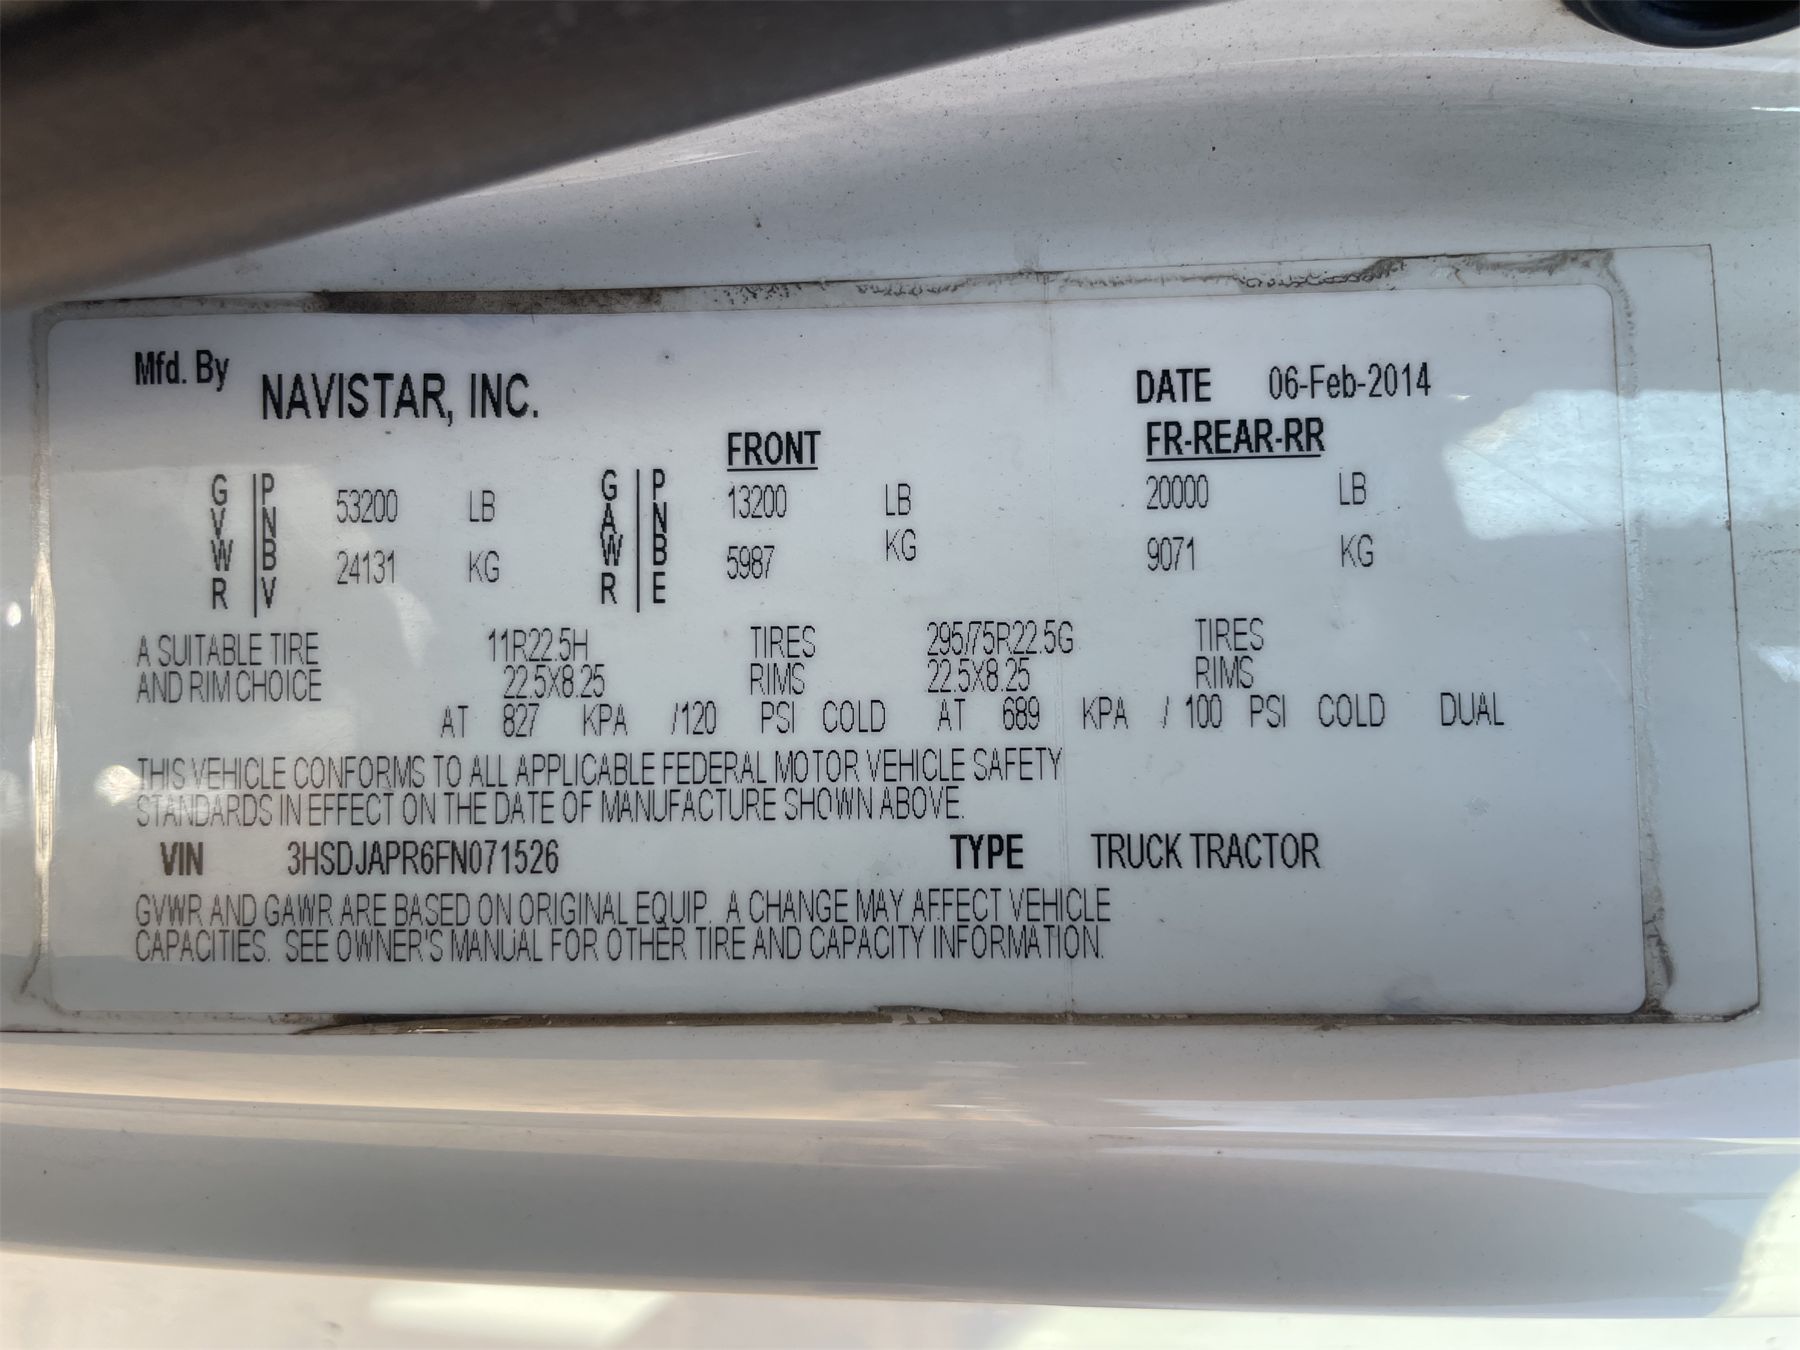 Mfd. By NAVISTAR, INC. DATE 06-Feb-2014
FRONT FR-REAR-RR
GVWR PNBV 53200 LB GAWR PNBE 13200 LB 20000 LB
24131 KG 5987 KG 9071 KG
A SUITABLE TIRE 11R22.5H TIRES 295/75R22.5G TIRES
AND RIM CHOICE 22.5X8.25 RIMS 22.5X8.25 RIMS
AT 827 KPA /120 PSI COLD AT 689 KPA / 100 PSI COLD DUAL
THIS VEHICLE CONFORMS TO ALL APPLICABLE FEDERAL MOTOR VEHICLE SAFETY
STANDARDS IN EFFECT ON THE DATE OF MANUFACTURE SHOWN ABOVE.
VIN 3HSDJAPR6FN071526 TYPE TRUCK TRACTOR
GVWR AND GAWR ARE BASED ON ORIGINAL EQUIP. A CHANGE MAY AFFECT VEHICLE
CAPACITIES. SEE OWNER'S MANUAL FOR OTHER TIRE AND CAPACITY INFORMATION.